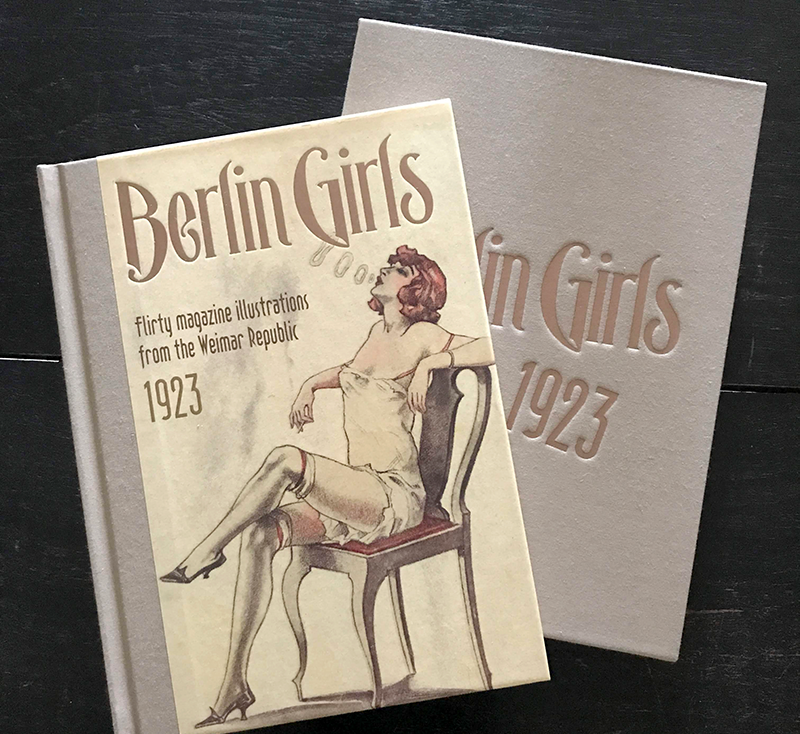 Berlin Girls
Flirty magazine illustrations
from the Weimar Republic
1923
lin Girls
1923